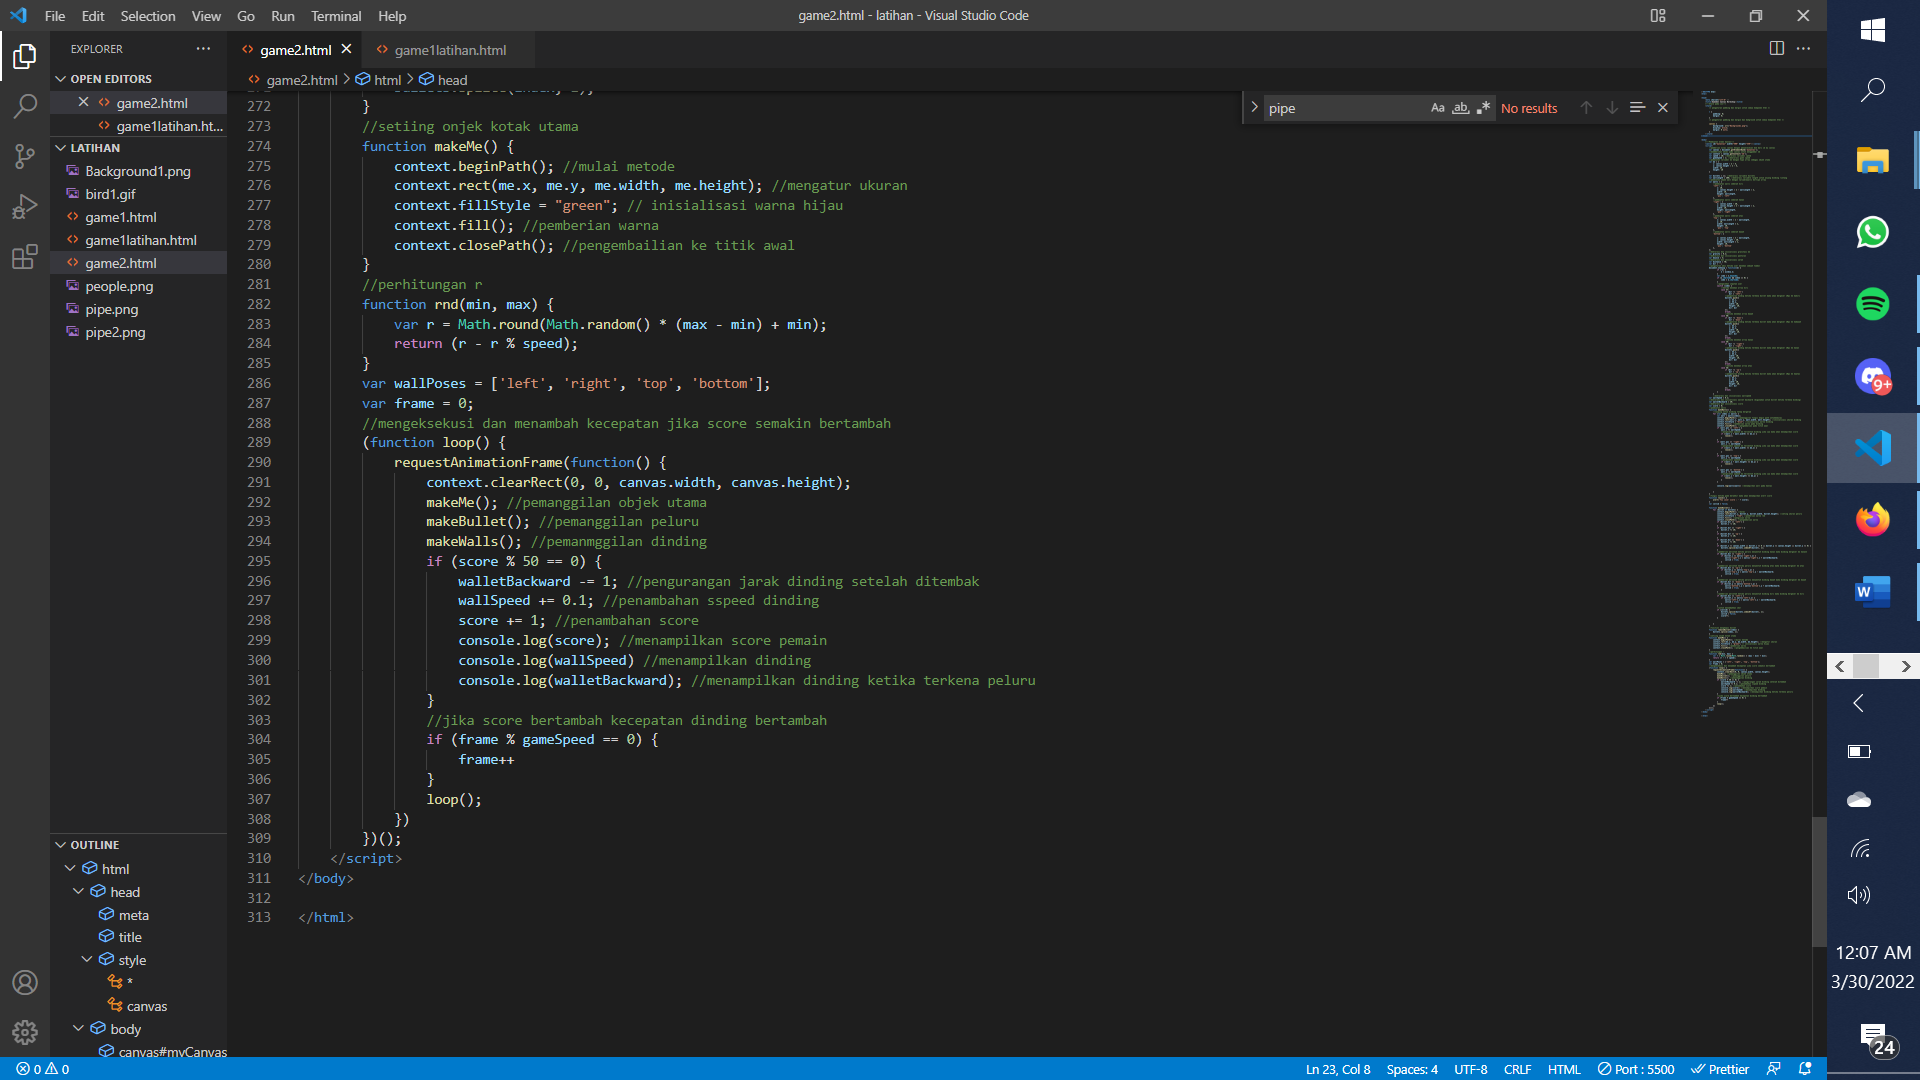 File Edit Selection View Go Run Terminal Help
game2.html - latihan - Visual Studio Code
EXPLORER
OPEN EDITORS
game2.html
game1latihan.ht...
LATIHAN
Background1.png
bird1.gif
game1.html
game1latihan.html
game2.html
people.png
pipe.png
pipe2.png
OUTLINE
html
head
meta
title
style
*
canvas
body
canvas#myCanvas
game2.html
game1latihan.html
game2.html > html > head
pipe
Aa ab No results
272 }
273 //setiing onjek kotak utama
274 function makeMe() {
275 context.beginPath(); //mulai metode
276 context.rect(me.x, me.y, me.width, me.height); //mengatur ukuran
277 context.fillStyle = "green"; // inisialisasi warna hijau
278 context.fill(); //pemberian warna
279 context.closePath(); //pengembailian ke titik awal
280 }
281 //perhitungan r
282 function rnd(min, max) {
283 var r = Math.round(Math.random() * (max - min) + min);
284 return (r - r % speed);
285 }
286 var wallPoses = ['left', 'right', 'top', 'bottom'];
287 var frame = 0;
288 //mengeksekusi dan menambah kecepatan jika score semakin bertambah
289 (function loop() {
290 requestAnimationFrame(function() {
291 context.clearRect(0, 0, canvas.width, canvas.height);
292 makeMe(); //pemanggilan objek utama
293 makeBullet(); //pemanggilan peluru
294 makeWalls(); //pemanmggilan dinding
295 if (score % 50 == 0) {
296 walletBackward -= 1; //pengurangan jarak dinding setelah ditembak
297 wallSpeed += 0.1; //penambahan sspeed dinding
298 score += 1; //penambahan score
299 console.log(score); //menampilkan score pemain
300 console.log(wallSpeed) //menampilkan dinding
301 console.log(walletBackward); //menampilkan dinding ketika terkena peluru
302 }
303 //jika score bertambah kecepatan dinding bertambah
304 if (frame % gameSpeed == 0) {
305 frame++
306 }
307 loop();
308 })
309 })();
310 </script>
311 </body>
312
313 </html>
0 0
Ln 23, Col 8 Spaces: 4 UTF-8 CRLF HTML Port : 5500 Prettier
9+
W
12:07 AM
3/30/2022
24